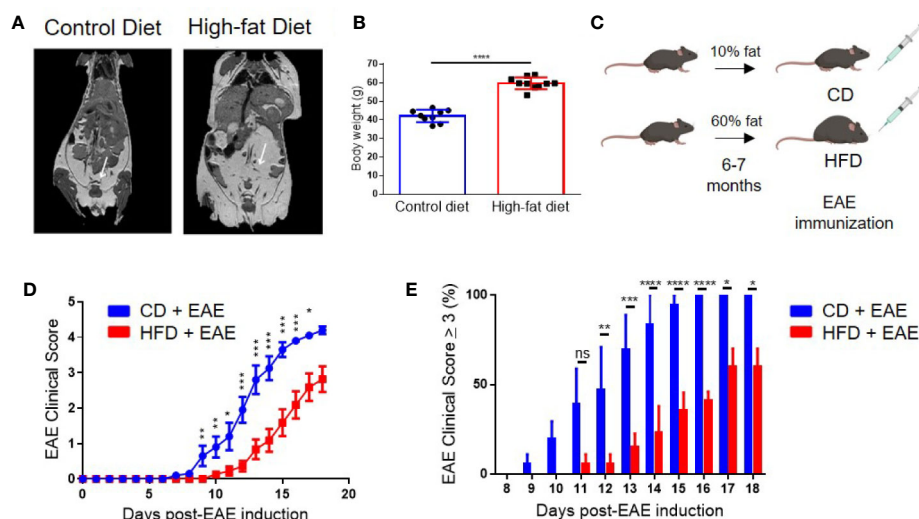 A
Control Diet
High-fat Diet
B
****
Body weight (g)
70
60
50
40
30
20
10
0
Control diet
High-fat diet
C
10% fat
CD
60% fat
6-7
months
HFD
EAE
immunization
D
CD + EAE
HFD + EAE
EAE Clinical Score
5
4
3
2
1
0
** ** * *** *** *** *** *** *
0 5 10 15 20
Days post-EAE induction
E
EAE Clinical Score ≥ 3 (%)
100
50
0
ns ** *** **** **** **** * *
8 9 10 11 12 13 14 15 16 17 18
Days post-EAE induction
CD + EAE
HFD + EAE